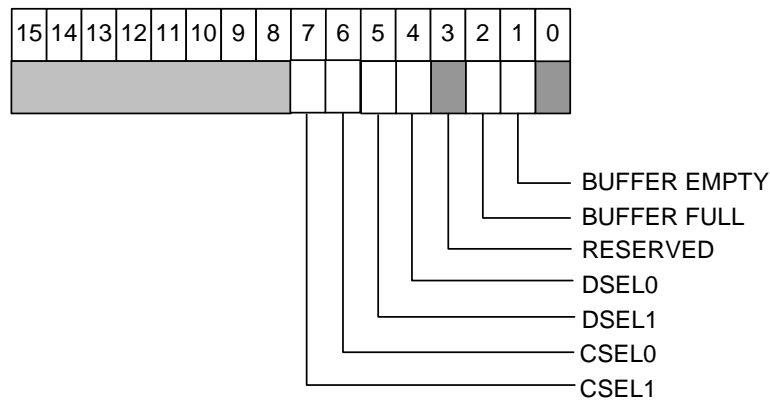 15 14 13 12 11 10 9 8 7 6 5 4 3 2 1 0
BUFFER EMPTY
BUFFER FULL
RESERVED
DSEL0
DSEL1
CSEL0
CSEL1